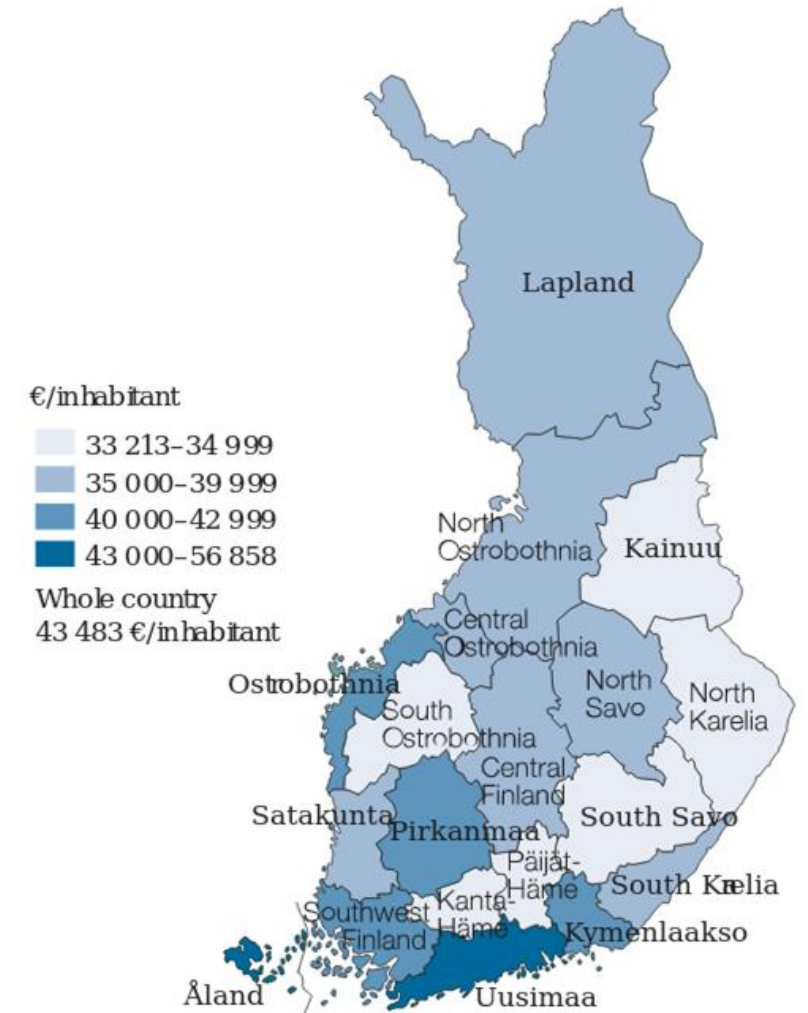 Lapland
€/inhabitant
33 213–34 999
35 000–39 999
40 000–42 999
43 000–56 858
Whole country
43 483 €/inhabitant
North
Ostrobothnia
Kainuu
Central
Ostrobothnia
Ostrobothnia
South
Ostrobothnia
North
Savo
North
Karelia
Central
Finland
Satakunta
Pirkanmaa
South Savo
Päijät-
Häme
Kanta-
Häme
South Karelia
Southwest
Finland
Kymenlaakso
Åland
Uusimaa